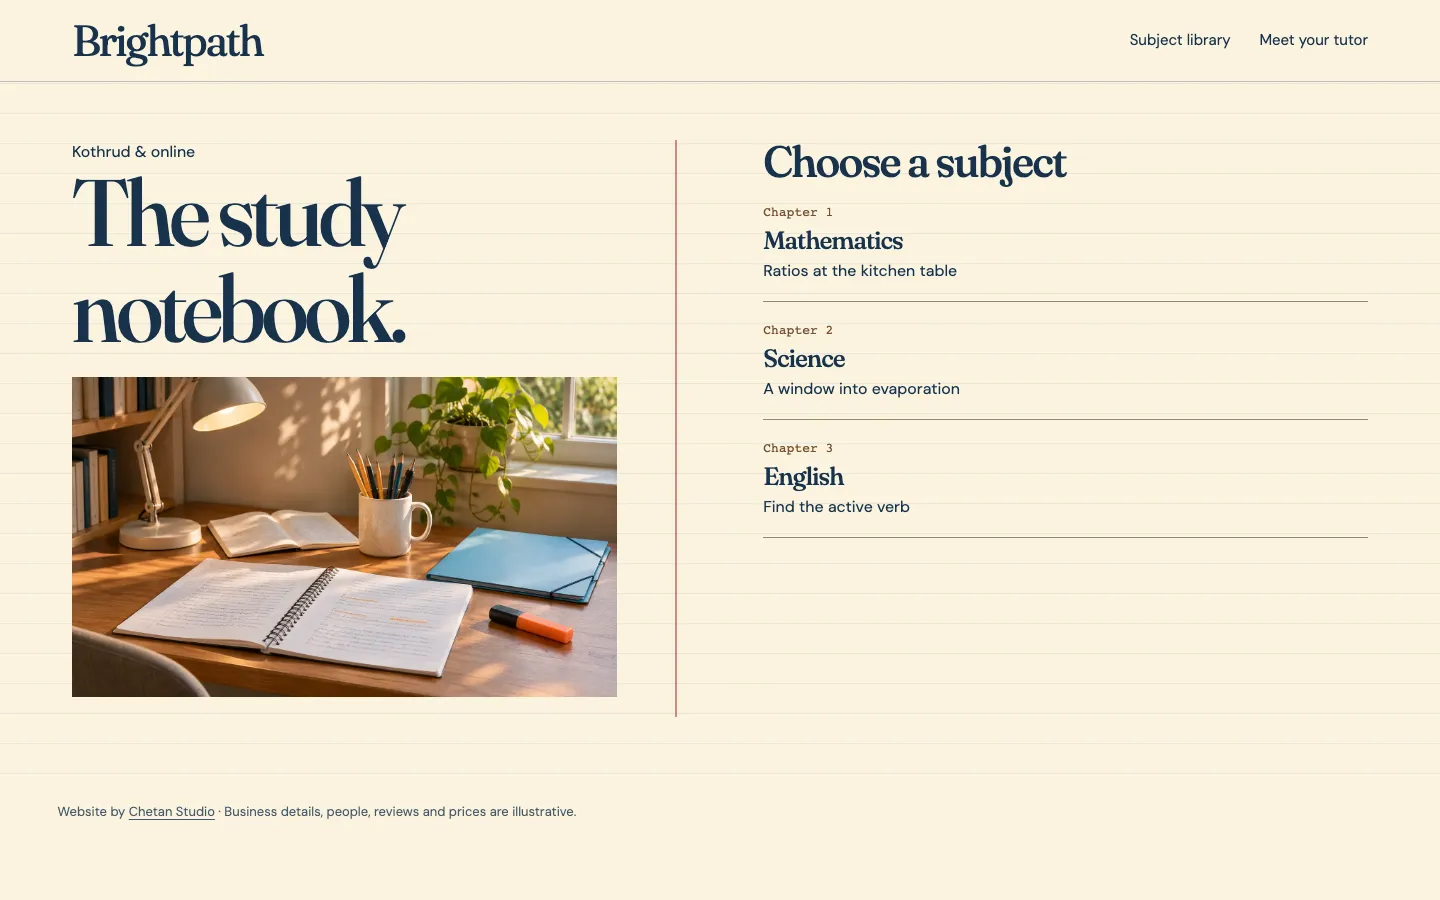 Brightpath
Subject library
Meet your tutor
Kothrud & online
The study
notebook.
Choose a subject
Chapter 1
Mathematics
Ratios at the kitchen table
Chapter 2
Science
A window into evaporation
Chapter 3
English
Find the active verb
Website by Chetan Studio · Business details, people, reviews and prices are illustrative.